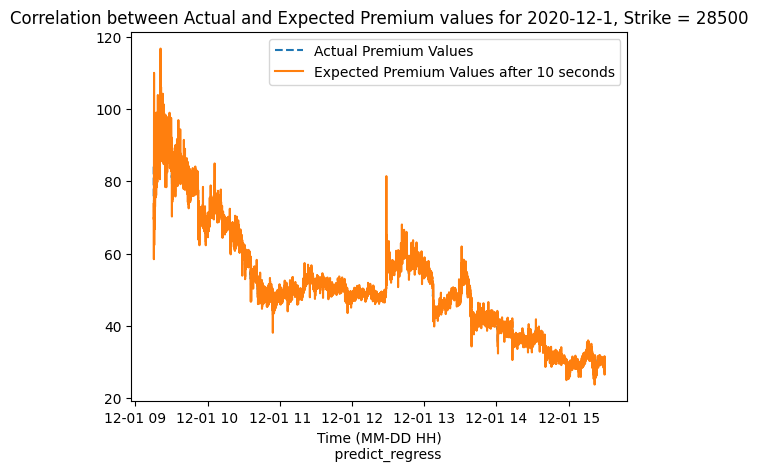 Correlation between Actual and Expected Premium values for 2020-12-1, Strike = 28500
Actual Premium Values
Expected Premium Values after 10 seconds
120
100
80
60
40
20
12-01 09 12-01 10 12-01 11 12-01 12 12-01 13 12-01 14 12-01 15
Time (MM-DD HH)
predict_regress